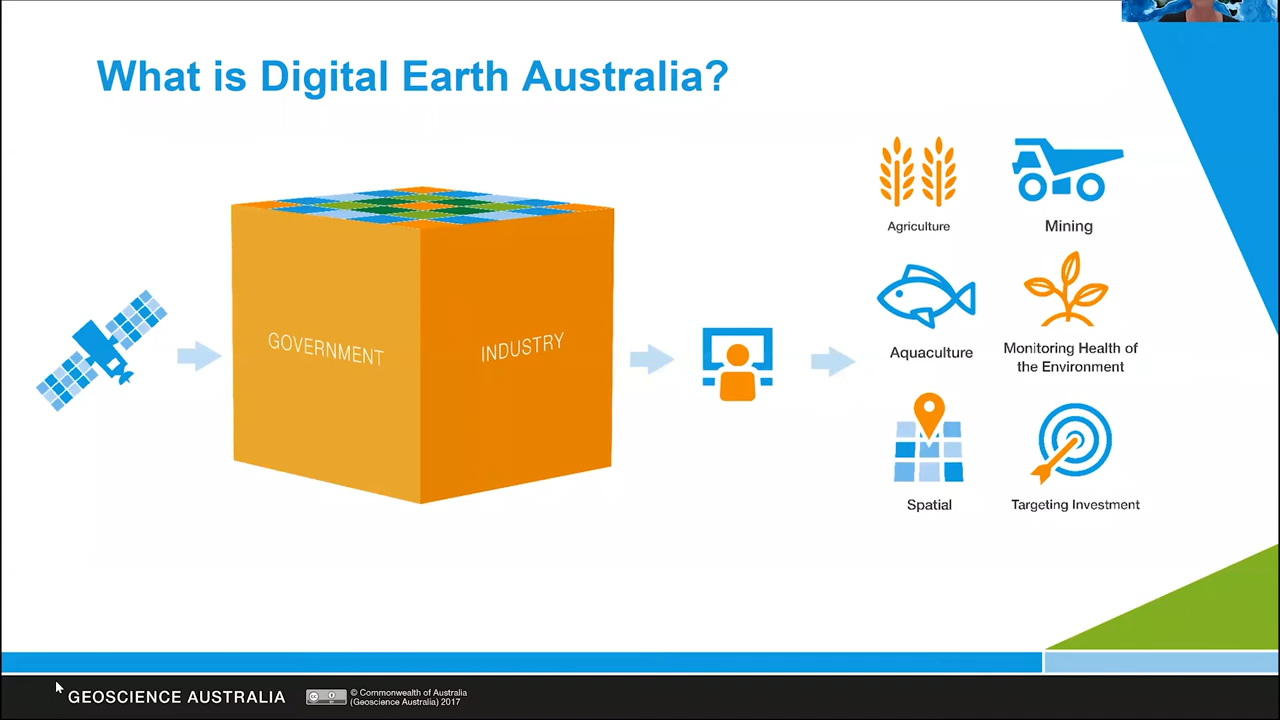 What is Digital Earth Australia?
GOVERNMENT
INDUSTRY
Agriculture
Mining
Aquaculture
Monitoring Health of
the Environment
Spatial
Targeting Investment
GEOSCIENCE AUSTRALIA
© Commonwealth of Australia
(Geoscience Australia) 2017